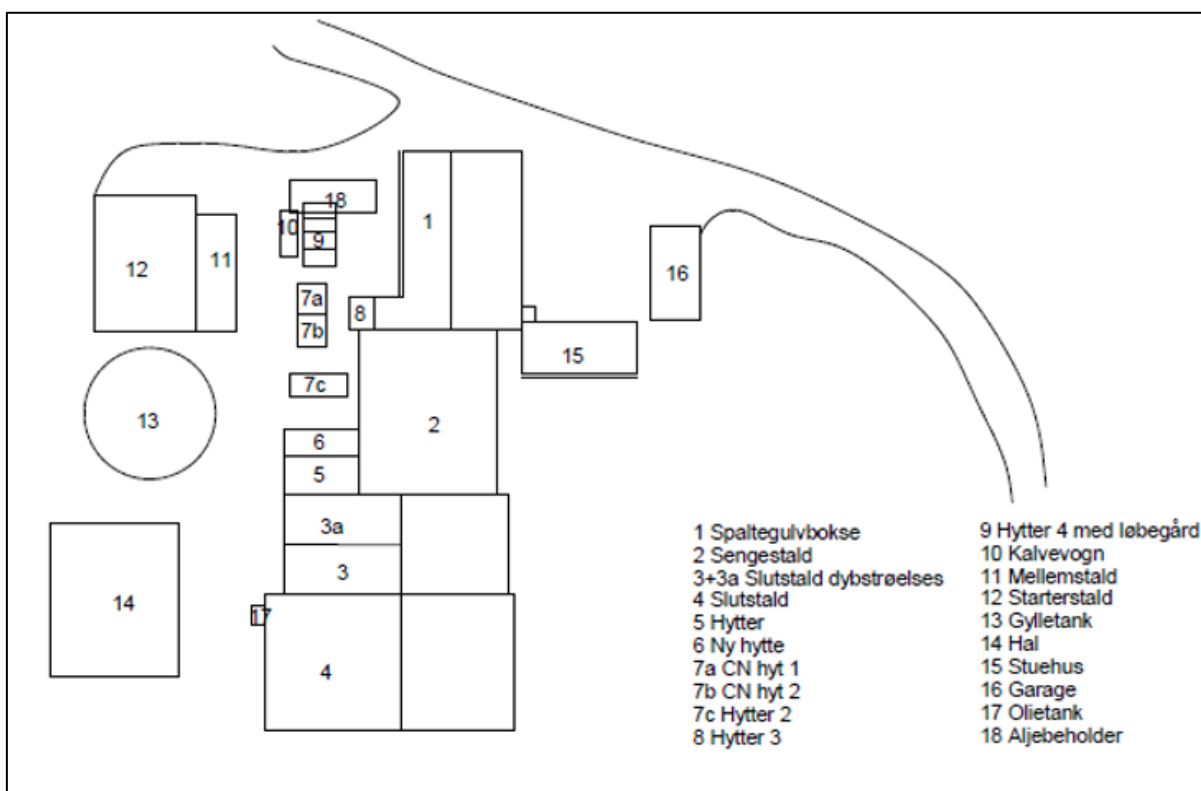 18
10
1
9
11
12
16
7a
8
7b
15
7c
13
2
6
5
3a
3
14
17
4
1 Spaltegulvbokse
2 Sengestald
3+3a Slutstald dybstrøelses
4 Slutstald
5 Hytter
6 Ny hytte
7a CN hyt 1
7b CN hyt 2
7c Hytter 2
8 Hytter 3
9 Hytter 4 med løbegård
10 Kalvevogn
11 Mellemstald
12 Starterstald
13 Gylletank
14 Hal
15 Stuehus
16 Garage
17 Olietank
18 Aljebeholder